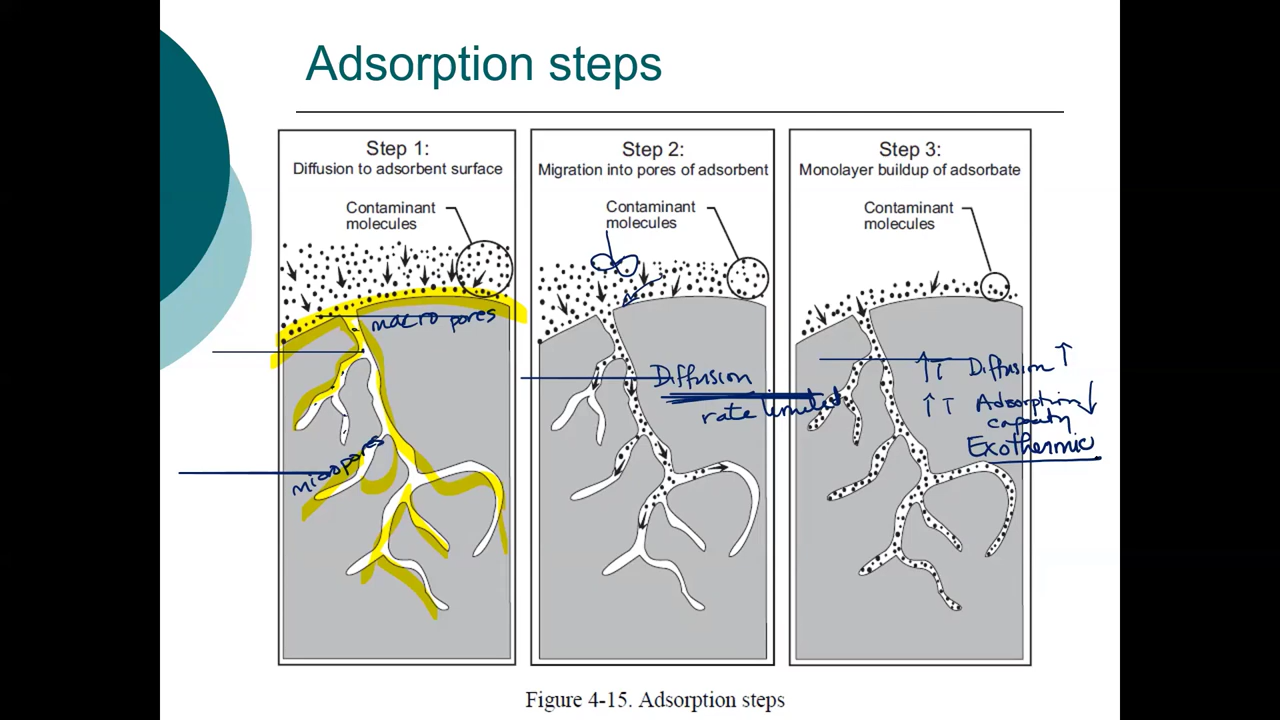 Adsorption steps
Step 1:
Diffusion to adsorbent surface
Contaminant
molecules
macro pores
micropores
Step 2:
Migration into pores of adsorbent
Contaminant
molecules
Diffusion
rate limited
Step 3:
Monolayer buildup of adsorbate
Contaminant
molecules
↑T Diffusion ↑
↑T Adsorption ↓
capacity
Exothermic
Figure 4-15. Adsorption steps